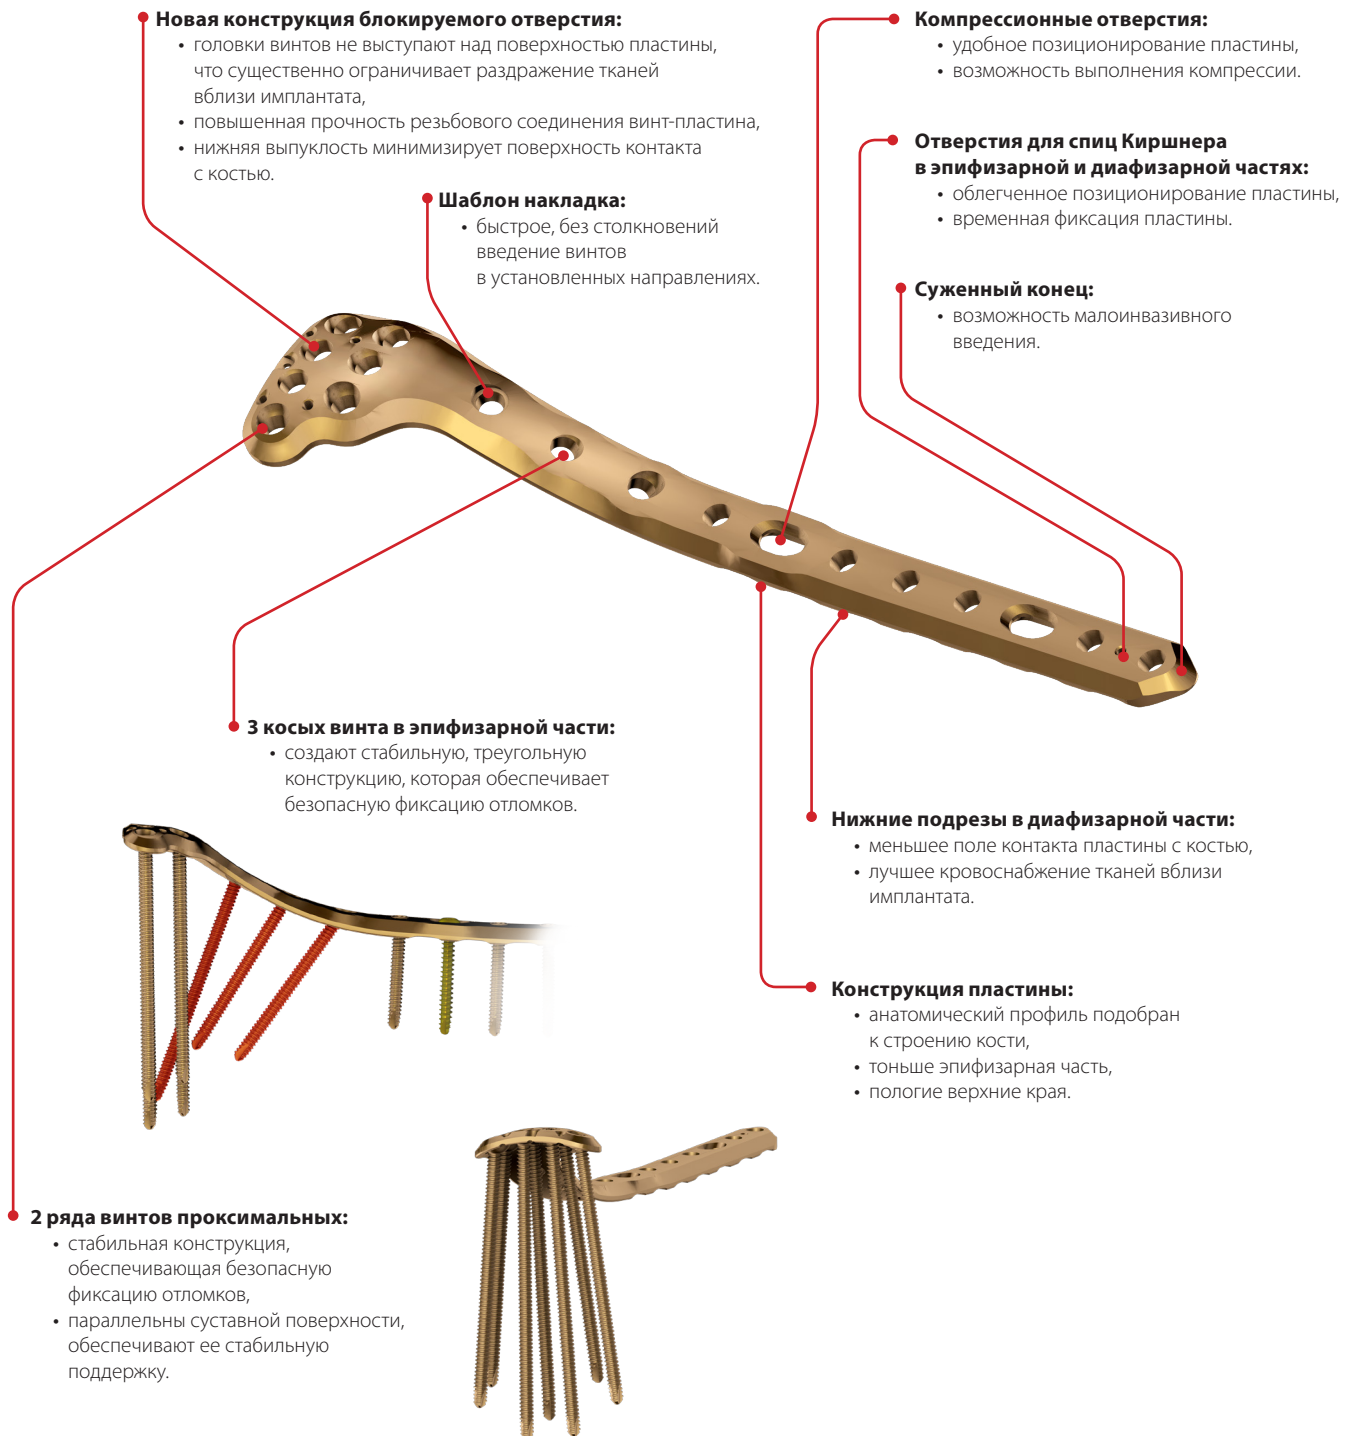 Новая конструкция блокируемого отверстия:
• головки винтов не выступают над поверхностью пластины,
что существенно ограничивает раздражение тканей
вблизи имплантата,
• повышенная прочность резьбового соединения винт-пластина,
• нижняя выпуклость минимизирует поверхность контакта
с костью.
Шаблон накладка:
• быстрое, без столкновений
введение винтов
в установленных направлениях.
Компрессионные отверстия:
• удобное позиционирование пластины,
• возможность выполнения компрессии.
Отверстия для спиц Киршнера
в эпифизарной и диафизарной частях:
• облегченное позиционирование пластины,
• временная фиксация пластины.
Суженный конец:
• возможность малоинвазивного
введения.
3 косых винта в эпифизарной части:
• создают стабильную, треугольную
конструкцию, которая обеспечивает
безопасную фиксацию отломков.
Нижние подрезы в диафизарной части:
• меньшее поле контакта пластины с костью,
• лучшее кровоснабжение тканей вблизи
имплантата.
Конструкция пластины:
• анатомический профиль подобран
к строению кости,
• тоньше эпифизарная часть,
• пологие верхние края.
2 ряда винтов проксимальных:
• стабильная конструкция,
обеспечивающая безопасную
фиксацию отломков,
• параллельны суставной поверхности,
обеспечивают ее стабильную
поддержку.